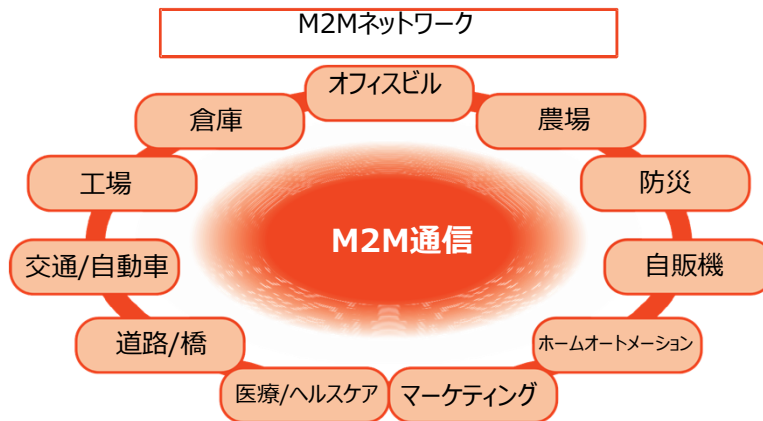 M2Mネットワーク
オフィスビル
倉庫
農場
工場
防災
M2M通信
交通/自動車
自販機
道路/橋
ホームオートメーション
医療/ヘルスケア
マーケティング